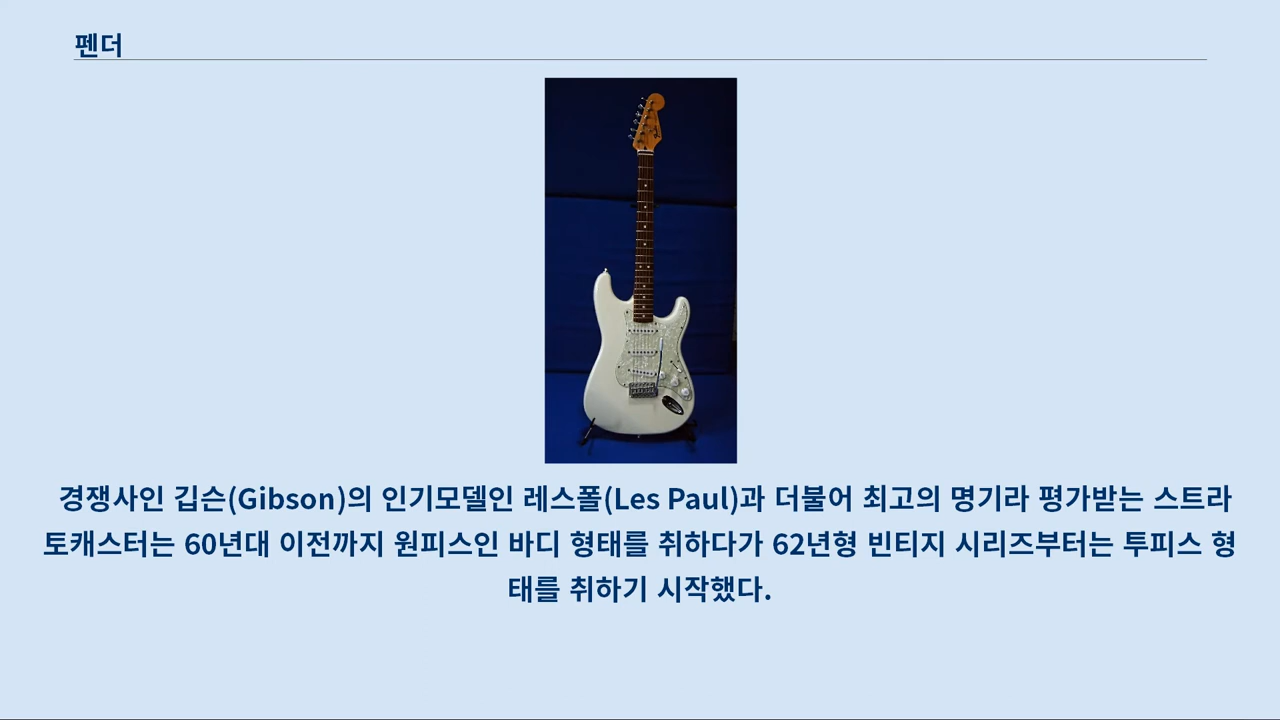 펜더
경쟁사인 깁슨(Gibson)의 인기모델인 레스폴(Les Paul)과 더불어 최고의 명기라 평가받는 스트라
토캐스터는 60년대 이전까지 원피스인 바디 형태를 취하다가 62년형 빈티지 시리즈부터는 투피스 형
태를 취하기 시작했다.